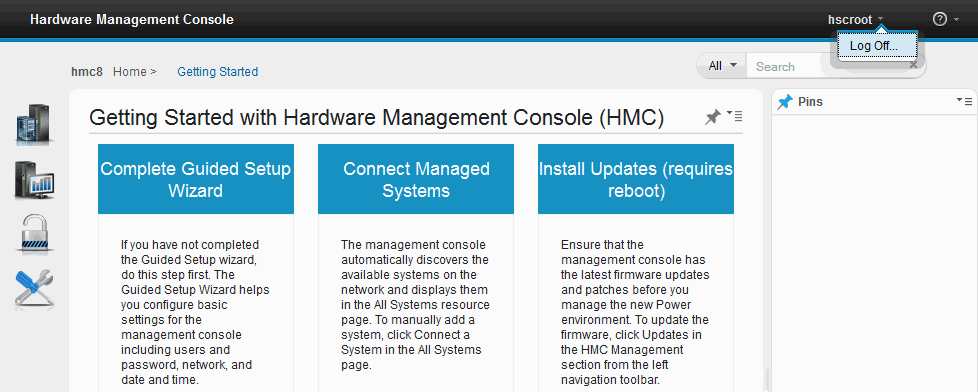 Hardware Management Console
hscroot
?
Log Off...
hmc8 Home > Getting Started
All
Search
Getting Started with Hardware Management Console (HMC)
Pins
Complete Guided Setup
Wizard
If you have not completed
the Guided Setup wizard,
do this step first. The
Guided Setup Wizard helps
you configure basic
settings for the
management console
including users and
password, network, and
date and time.
Connect Managed
Systems
The management console
automatically discovers the
available systems on the
network and displays them
in the All Systems resource
page. To manually add a
system, click Connect a
System in the All Systems
page.
Install Updates (requires
reboot)
Ensure that the
management console has
the latest firmware updates
and patches before you
manage the new Power
environment. To update the
firmware, click Updates in
the HMC Management
section from the left
navigation toolbar.